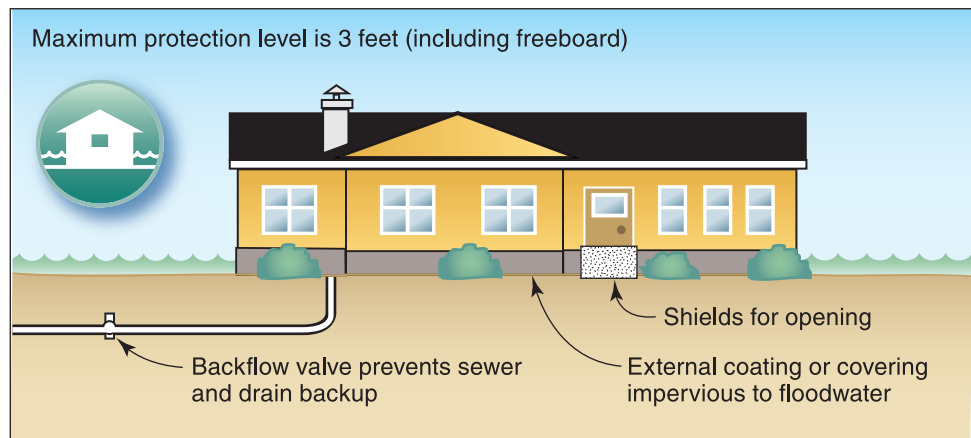 Maximum protection level is 3 feet (including freeboard)
Shields for opening
Backflow valve prevents sewer
and drain backup
External coating or covering
impervious to floodwater